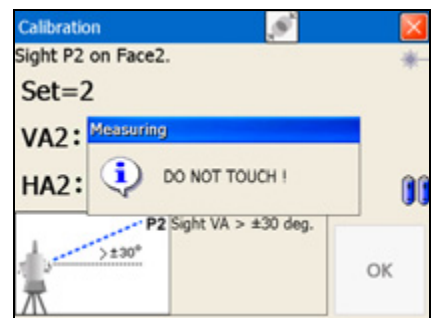 Calibration
Sight P2 on Face2.
Set=2
VA2:
Measuring
DO NOT TOUCH !
HA2:
P2
Sight VA > ±30 deg.
>±30°
OK